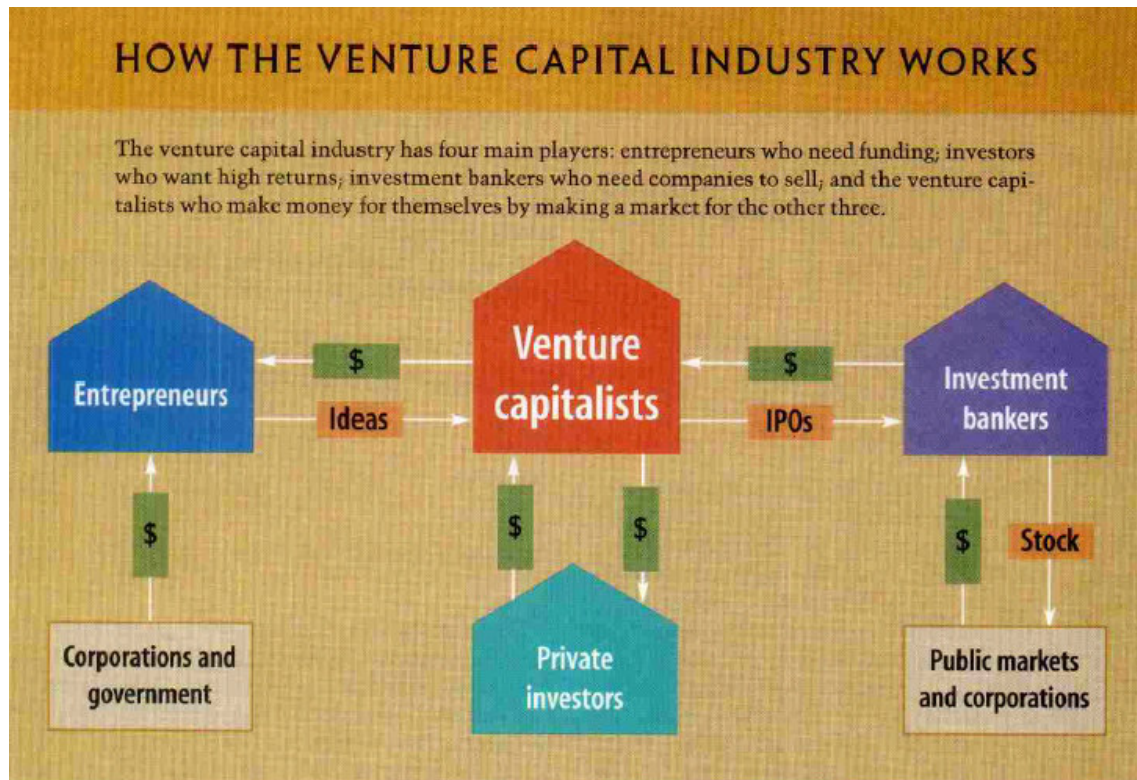 HOW THE VENTURE CAPITAL INDUSTRY WORKS
The venture capital industry has four main players: entrepreneurs who need funding; investors
who want high returns; investment bankers who need companies to sell; and the venture capi-
talists who make money for themselves by making a market for the other three.
Entrepreneurs
$
Ideas
Venture
capitalists
$
IPOs
Investment
bankers
$
$
$
$
Stock
Corporations and
government
Private
investors
Public markets
and corporations